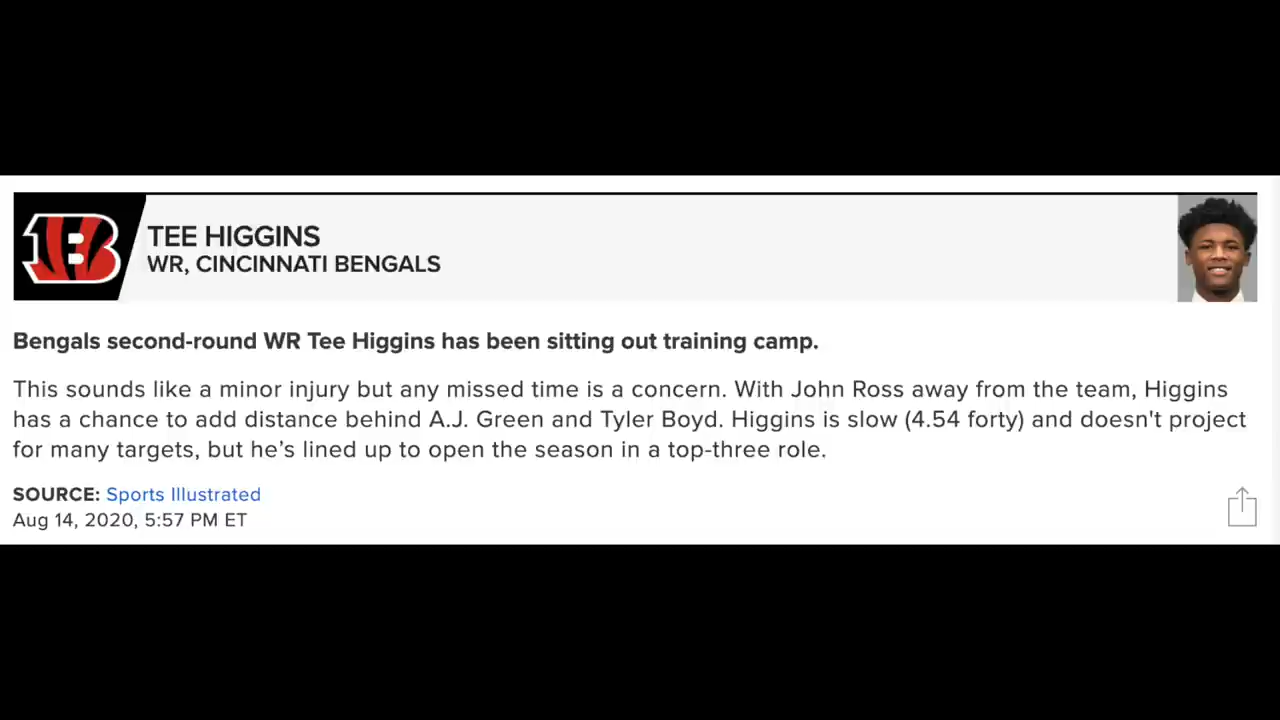 TEE HIGGINS
WR, CINCINNATI BENGALS
Bengals second-round WR Tee Higgins has been sitting out training camp.
This sounds like a minor injury but any missed time is a concern. With John Ross away from the team, Higgins
has a chance to add distance behind A.J. Green and Tyler Boyd. Higgins is slow (4.54 forty) and doesn't project
for many targets, but he’s lined up to open the season in a top-three role.
SOURCE: Sports Illustrated
Aug 14, 2020, 5:57 PM ET